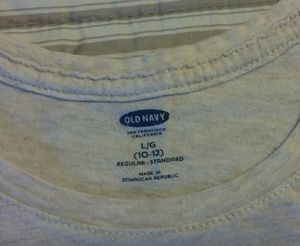 OLD NAVY
SAN FRANCISCO
CALIFORNIA
L/G
(10-12)
REGULAR - STANDARD
MADE IN
DOMINICAN REPUBLIC